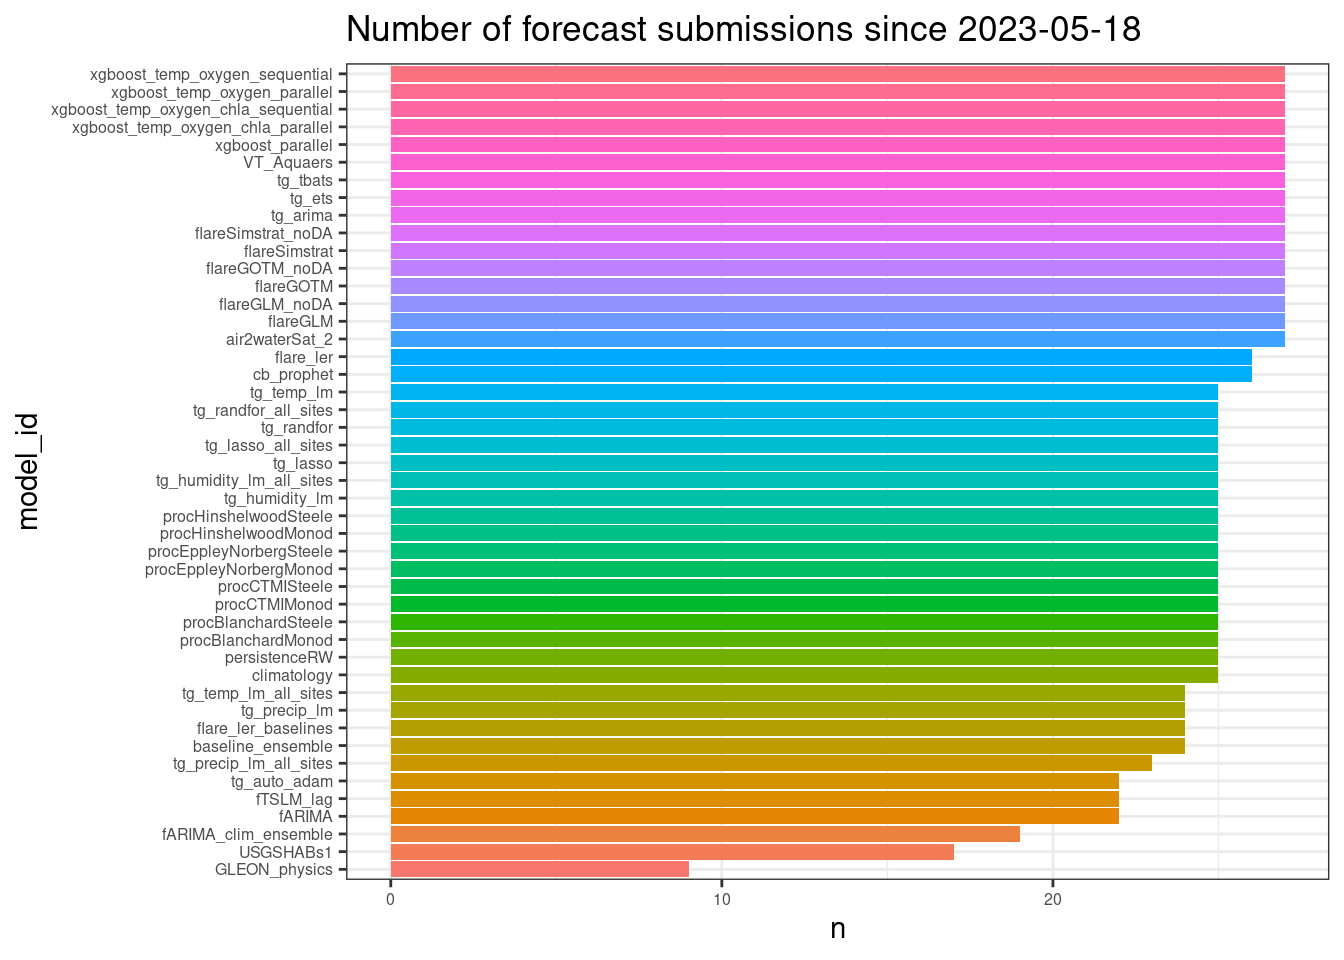 Number of forecast submissions since 2023-05-18
xgboost_temp_oxygen_sequential
xgboost_temp_oxygen_parallel
xgboost_temp_oxygen_chla_sequential
xgboost_temp_oxygen_chla_parallel
xgboost_parallel
VT_Aquaers
tg_tbats
tg_ets
tg_arima
flareSimstrat_noDA
flareSimstrat
flareGOTM_noDA
flareGOTM
flareGLM_noDA
flareGLM
air2waterSat_2
flare_ler
cb_prophet
tg_temp_lm
tg_randfor_all_sites
tg_randfor
tg_lasso_all_sites
tg_lasso
tg_humidity_lm_all_sites
tg_humidity_lm
procHinshelwoodSteele
procHinshelwoodMonod
procEppleyNorbergSteele
procEppleyNorbergMonod
procCTMISteele
procCTMIMonod
procBlanchardSteele
procBlanchardMonod
persistenceRW
climatology
tg_temp_lm_all_sites
tg_precip_lm
flare_ler_baselines
baseline_ensemble
tg_precip_lm_all_sites
tg_auto_adam
fTSLM_lag
fARIMA
fARIMA_clim_ensemble
USGSHABs1
GLEON_physics
model_id
0 10 20
n